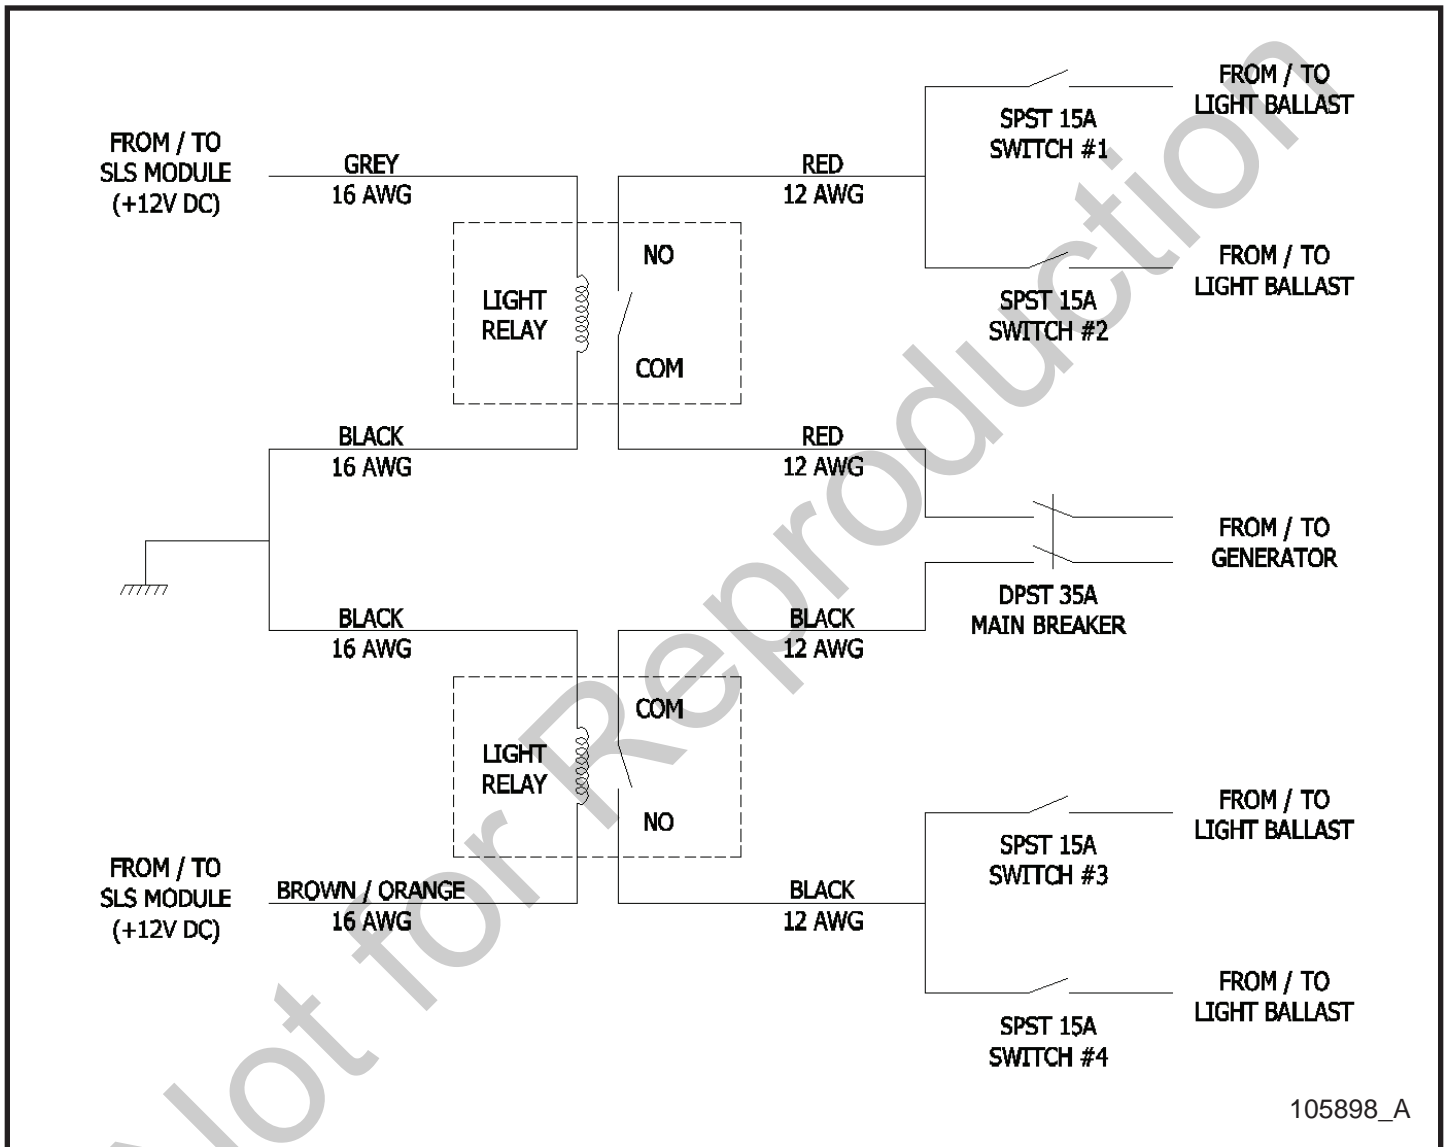 FROM / TO
SLS MODULE
(+12V DC)
GREY
16 AWG
RED
12 AWG
SPST 15A
SWITCH #1
FROM / TO
LIGHT BALLAST
LIGHT
RELAY
NO
COM
SPST 15A
SWITCH #2
FROM / TO
LIGHT BALLAST
BLACK
16 AWG
RED
12 AWG
DPST 35A
MAIN BREAKER
FROM / TO
GENERATOR
BLACK
16 AWG
BLACK
12 AWG
LIGHT
RELAY
COM
NO
SPST 15A
SWITCH #3
FROM / TO
LIGHT BALLAST
FROM / TO
SLS MODULE
(+12V DC)
BROWN / ORANGE
16 AWG
BLACK
12 AWG
SPST 15A
SWITCH #4
FROM / TO
LIGHT BALLAST
105898_A
Not for Reproduction